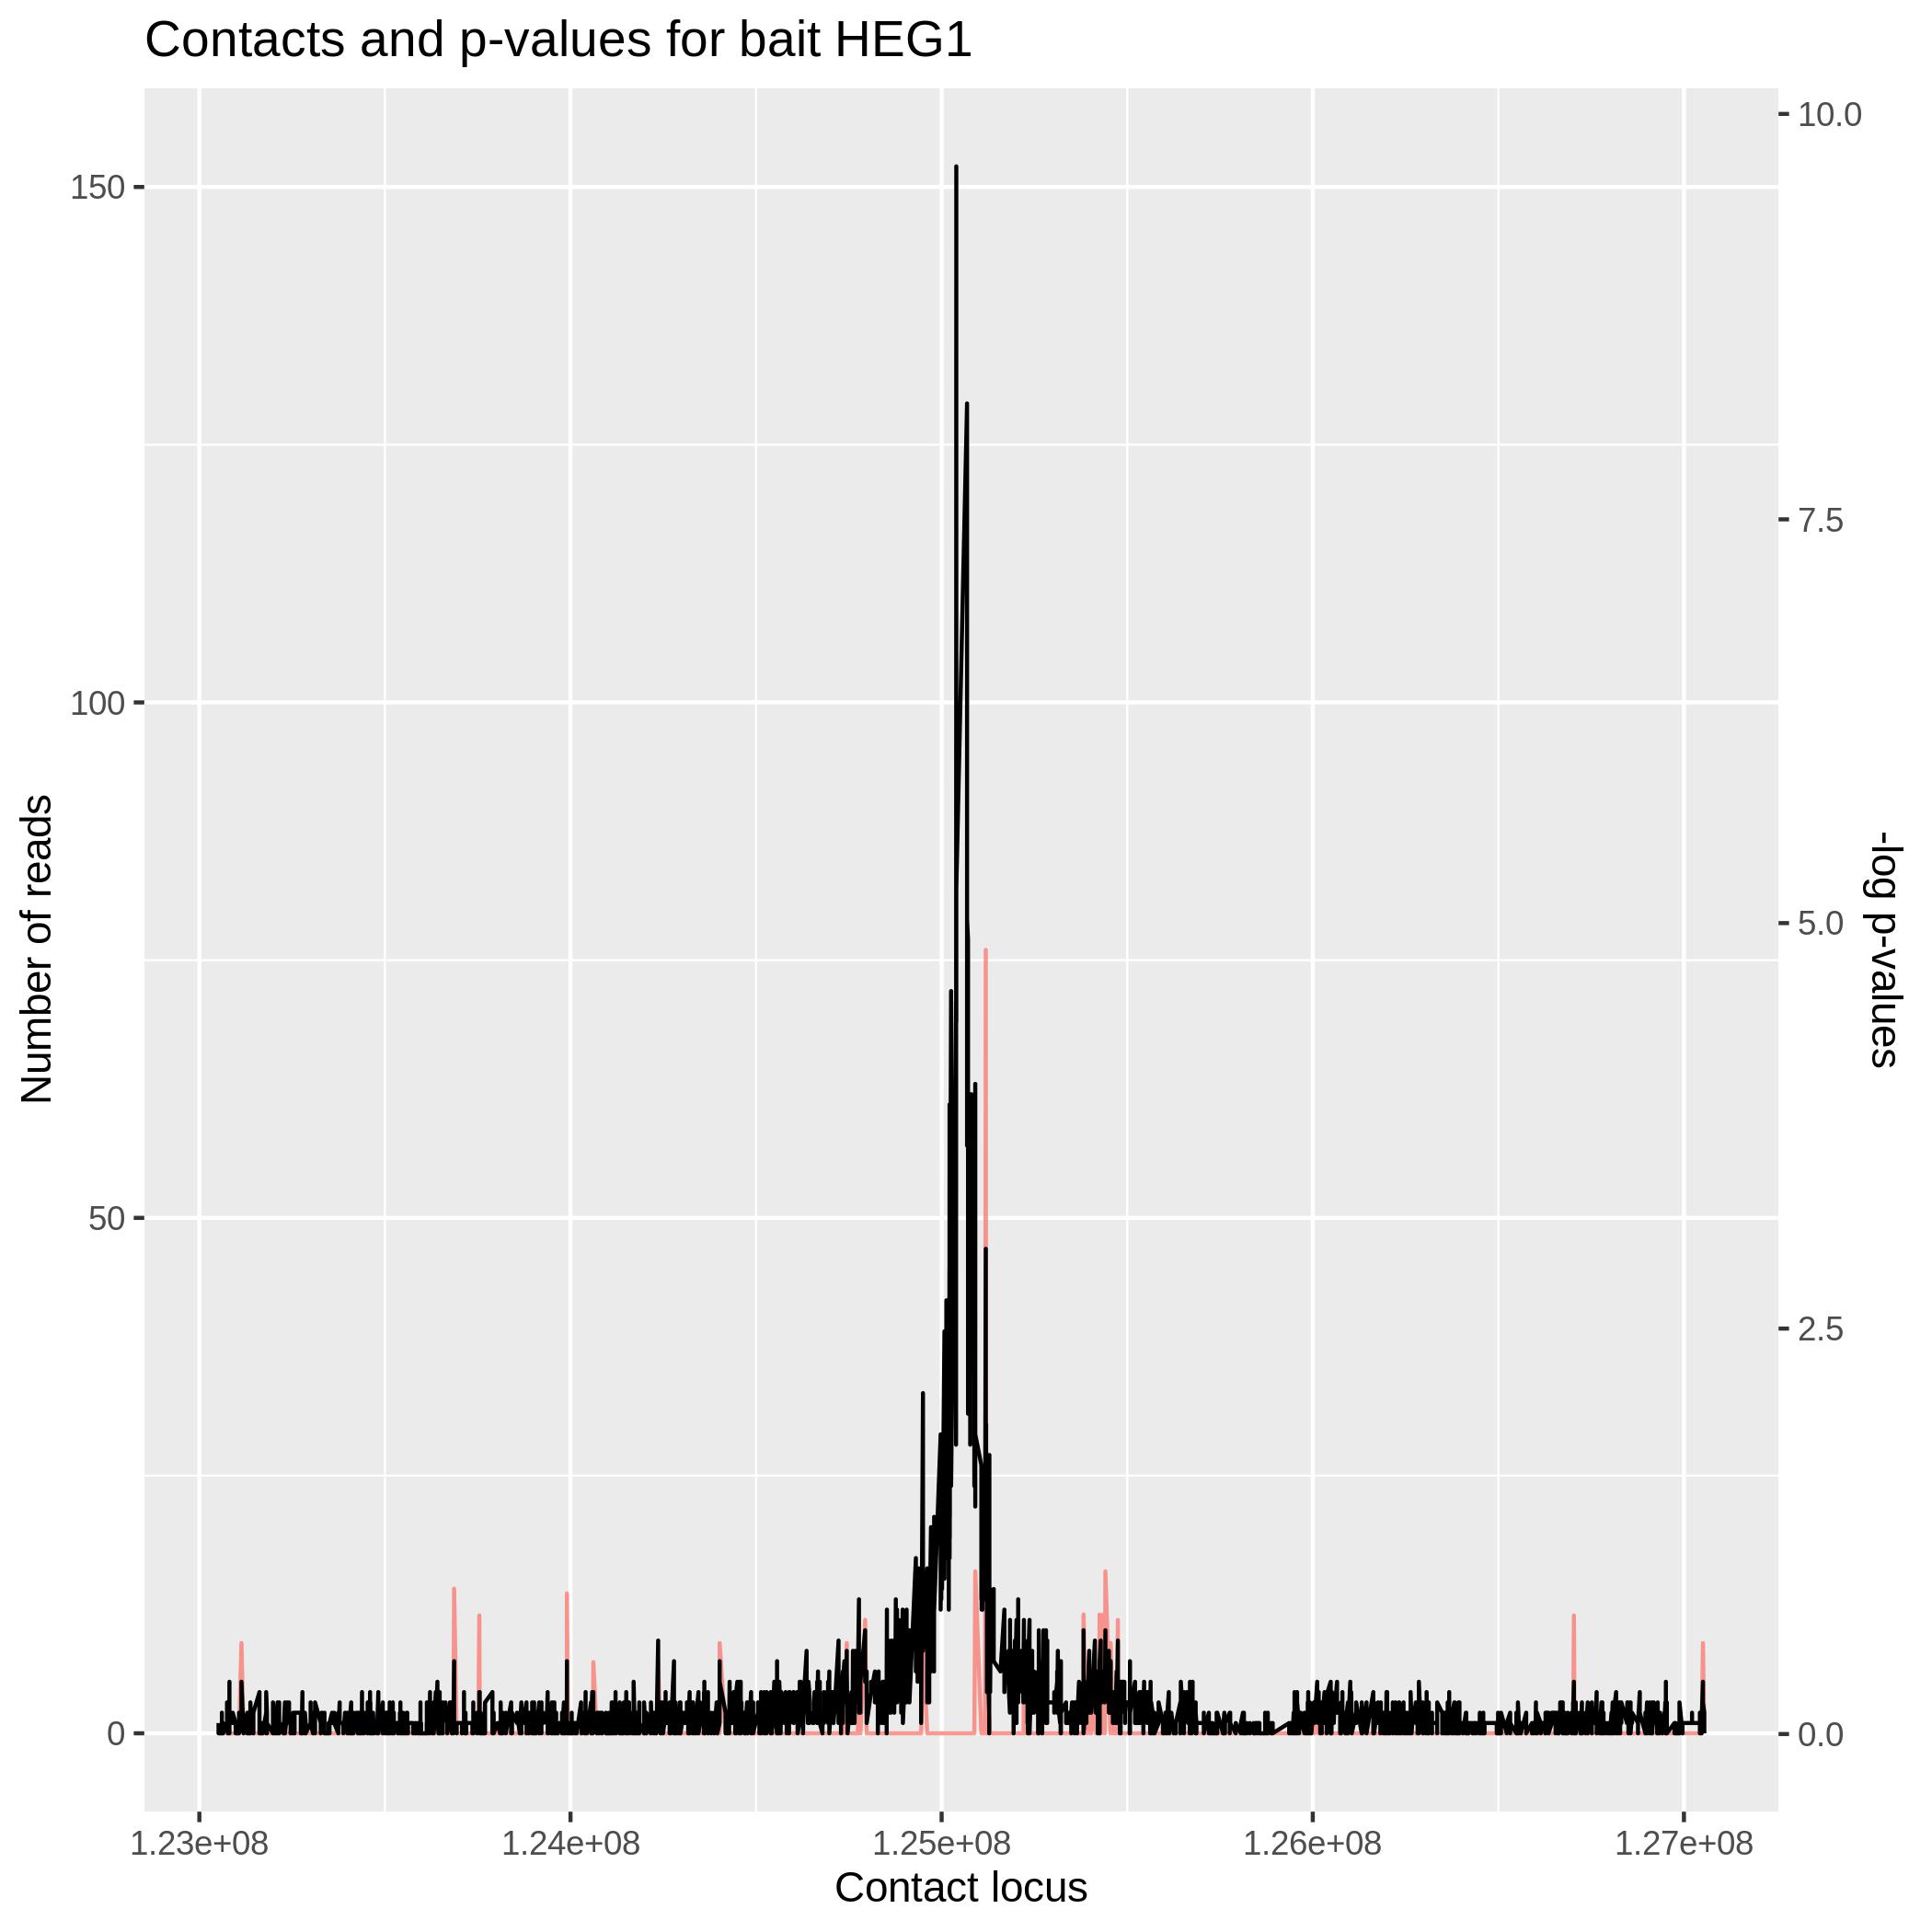 Contacts and p-values for bait HEG1
Number of reads
150
100
50
0
10.0
7.5
5.0
2.5
0.0
-log p-values
1.23e+08
1.24e+08
1.25e+08
1.26e+08
1.27e+08
Contact locus